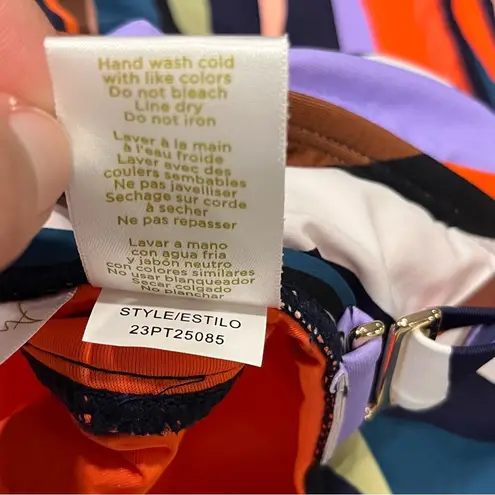 Hand wash cold
with like colors
Do not bleach
Line dry
Do not iron
Laver à la main
à l'eau froide
Laver avec des
couleurs semblables
Ne pas javelliser
Sechage sur corde
à sécher
Ne pas repasser
Lavar a mano
con agua fria
y jabón neutro
con colores similares
No usar blanqueador
Secar colgado
No planchar
STYLE/ESTILO
23PT25085